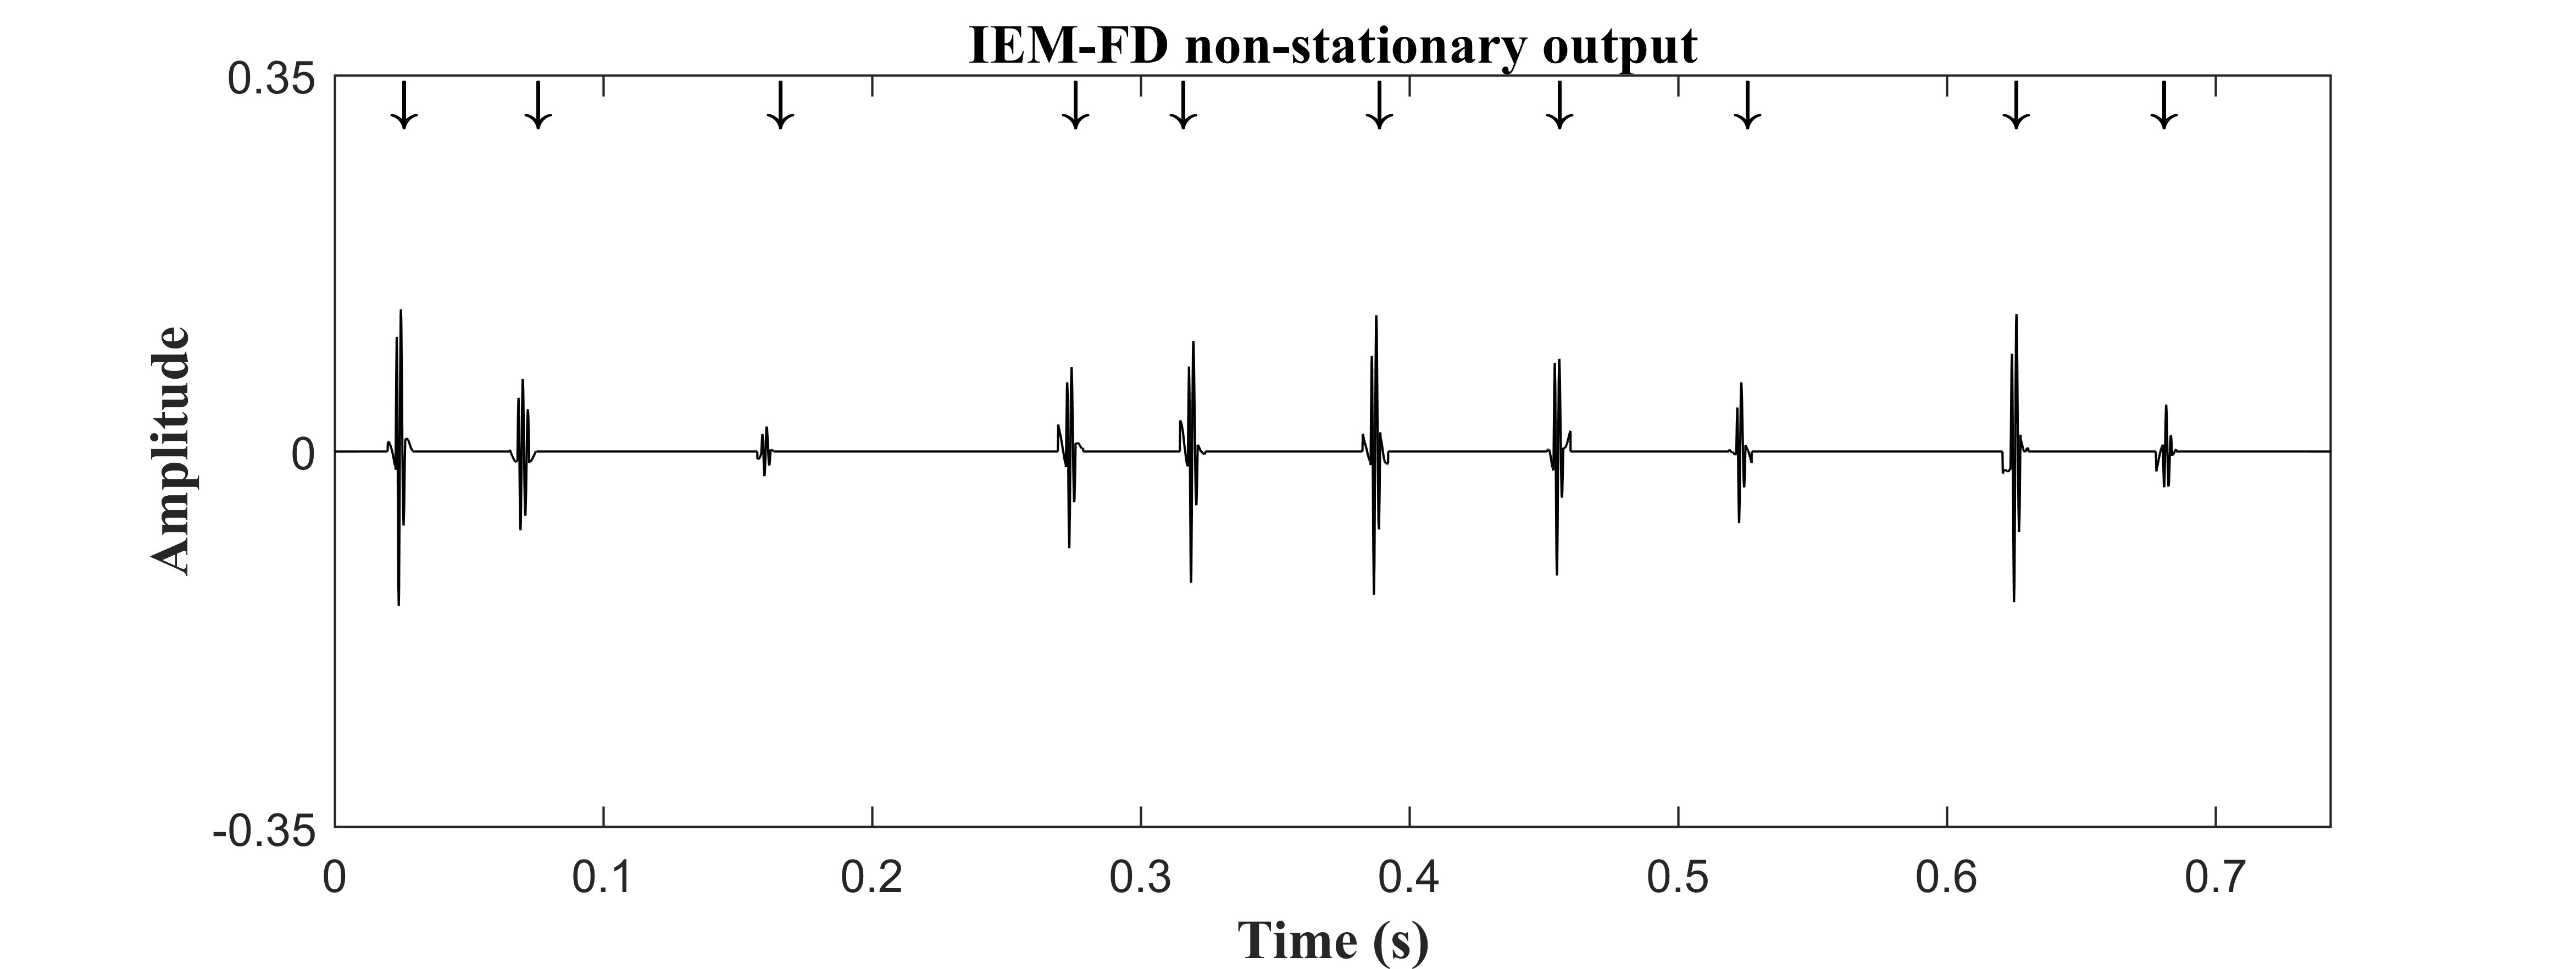 IEM-FD non-stationary output
0.35
0
-0.35
Amplitude
0 0.1 0.2 0.3 0.4 0.5 0.6 0.7
Time (s)